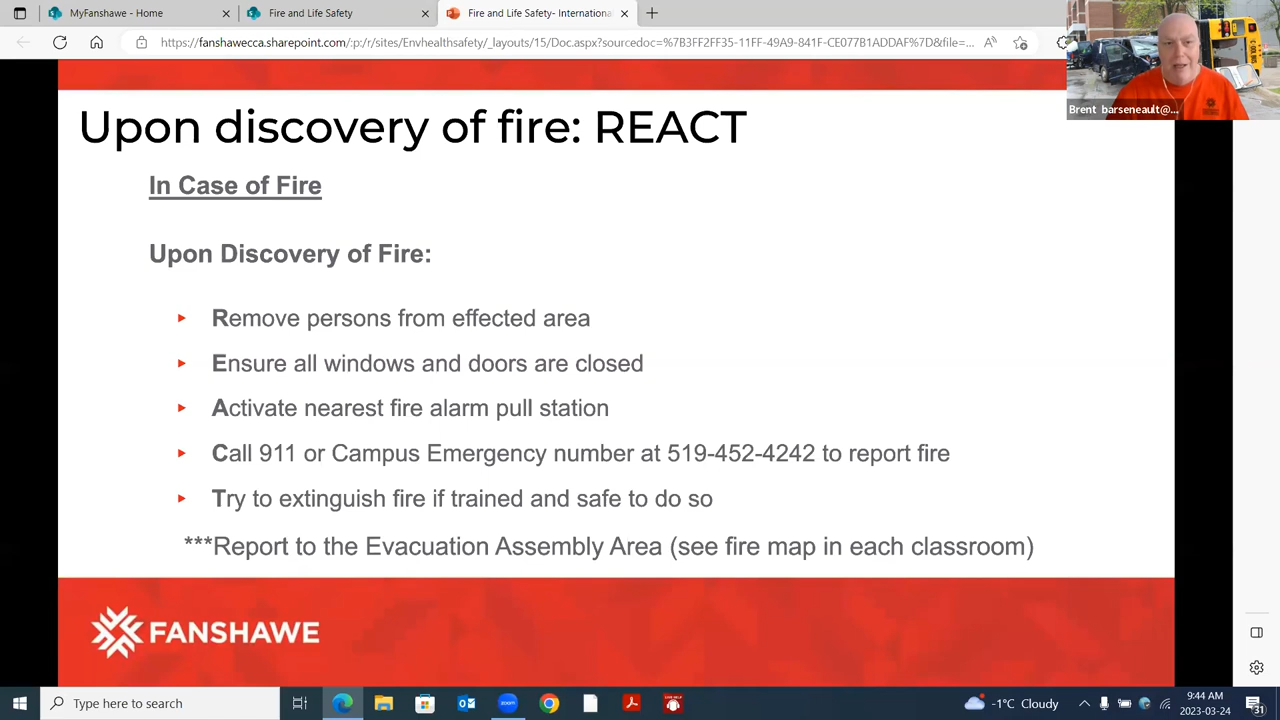 MyFanshawe - Home
Fire and Life Safety
Fire and Life Safety- Internationa
https://fanshawecca.sharepoint.com/:p:/r/sites/Envhealthsafety/_layouts/15/Doc.aspx?sourcedoc=%7B3FF2FF35-11FF-49A9-841F-CE077B1ADDAF%7D&file=...
Brent barseneault@...
Upon discovery of fire: REACT
In Case of Fire
Upon Discovery of Fire:
Remove persons from effected area
Ensure all windows and doors are closed
Activate nearest fire alarm pull station
Call 911 or Campus Emergency number at 519-452-4242 to report fire
Try to extinguish fire if trained and safe to do so
***Report to the Evacuation Assembly Area (see fire map in each classroom)
FANSHAWE
Type here to search
-1°C Cloudy
9:44 AM
2023-03-24
31